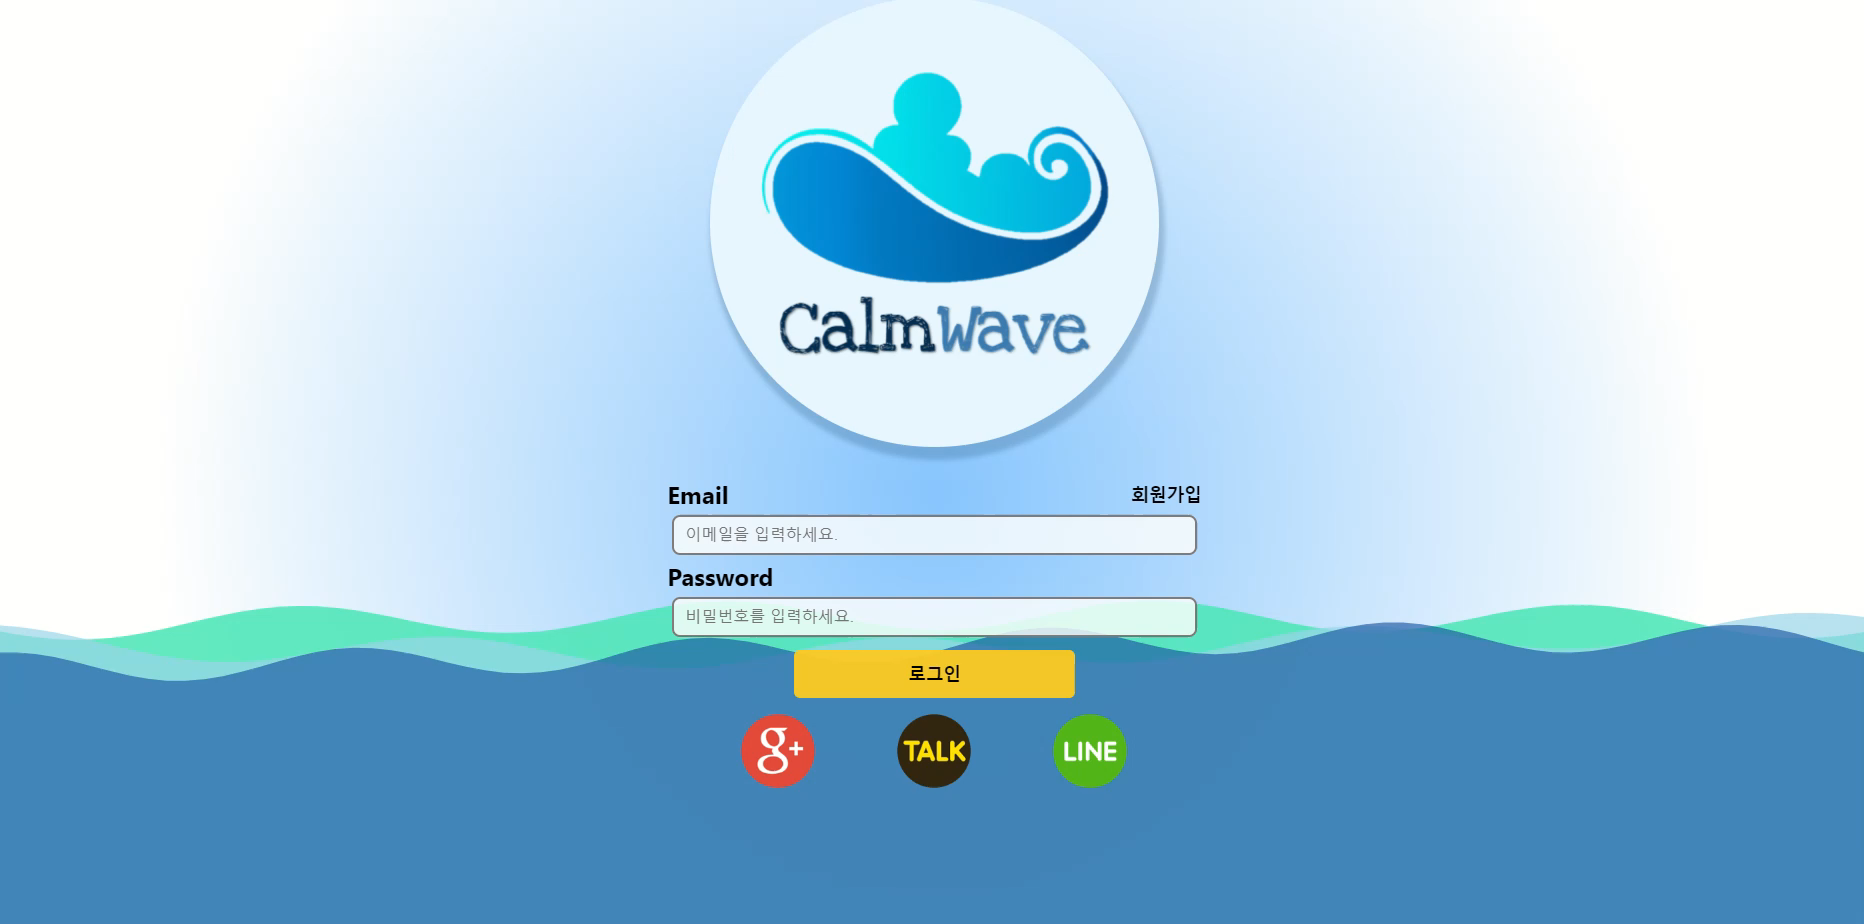 CalmWave
Email
회원가입
이메일을 입력하세요.
Password
비밀번호를 입력하세요.
로그인
g+
TALK
LINE